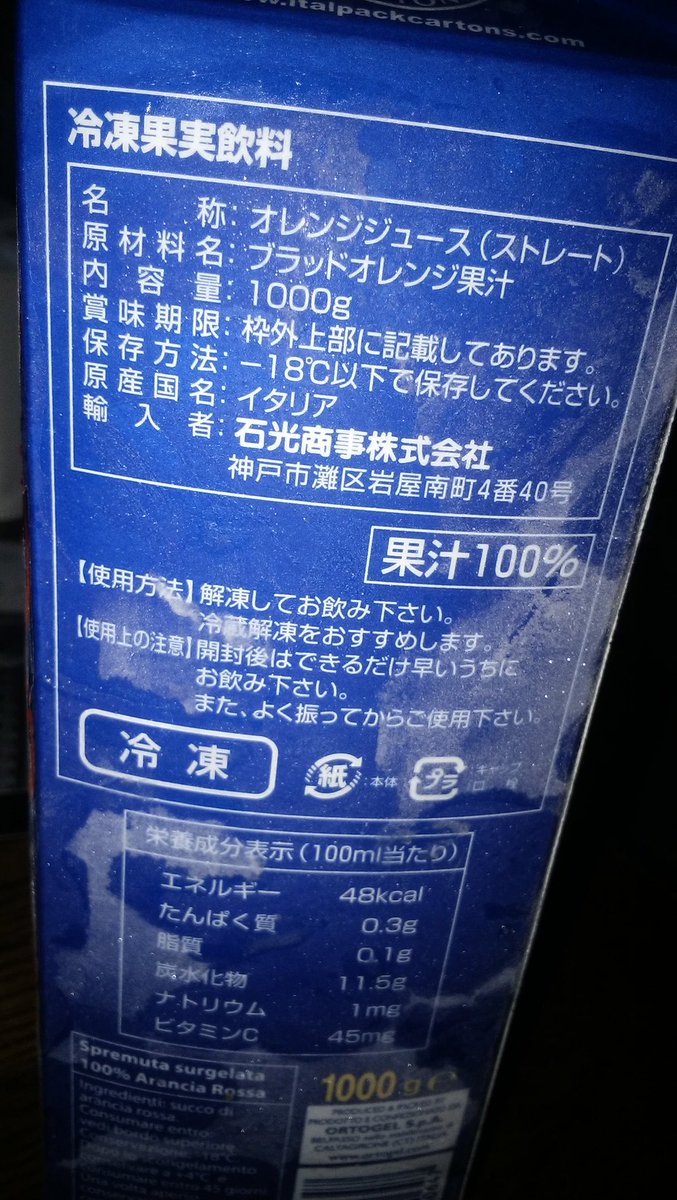 www.italpackcartons.com
冷凍果実飲料
名称：オレンジジュース（ストレート）
原材料名：ブラッドオレンジ果汁
内容量：1000g
賞味期限：枠外上部に記載してあります。
保存方法：－18℃以下で保存してください。
原産国名：イタリア
輸入者：石光商事株式会社
神戸市灘区岩屋南町4番40号
果汁100%
【使用方法】解凍してお飲み下さい。
冷蔵解凍をおすすめします。
【使用上の注意】開封後はできるだけ早いうちに
お飲み下さい。
また、よく振ってからご使用下さい。
冷凍 紙：本体 プラ：キャップ
栄養成分表示（100ml当たり）
エネルギー 48kcal
たんぱく質 0.3g
脂質 0.1g
炭水化物 11.5g
ナトリウム 1mg
ビタミンC 45mg
Spremuta surgelata
100% Arancia Rossa
1000 g e
Ingredienti: succo di
arancia rossa
Consumare entro:
vedi bordo superiore
ORTOGEL S.p.A.